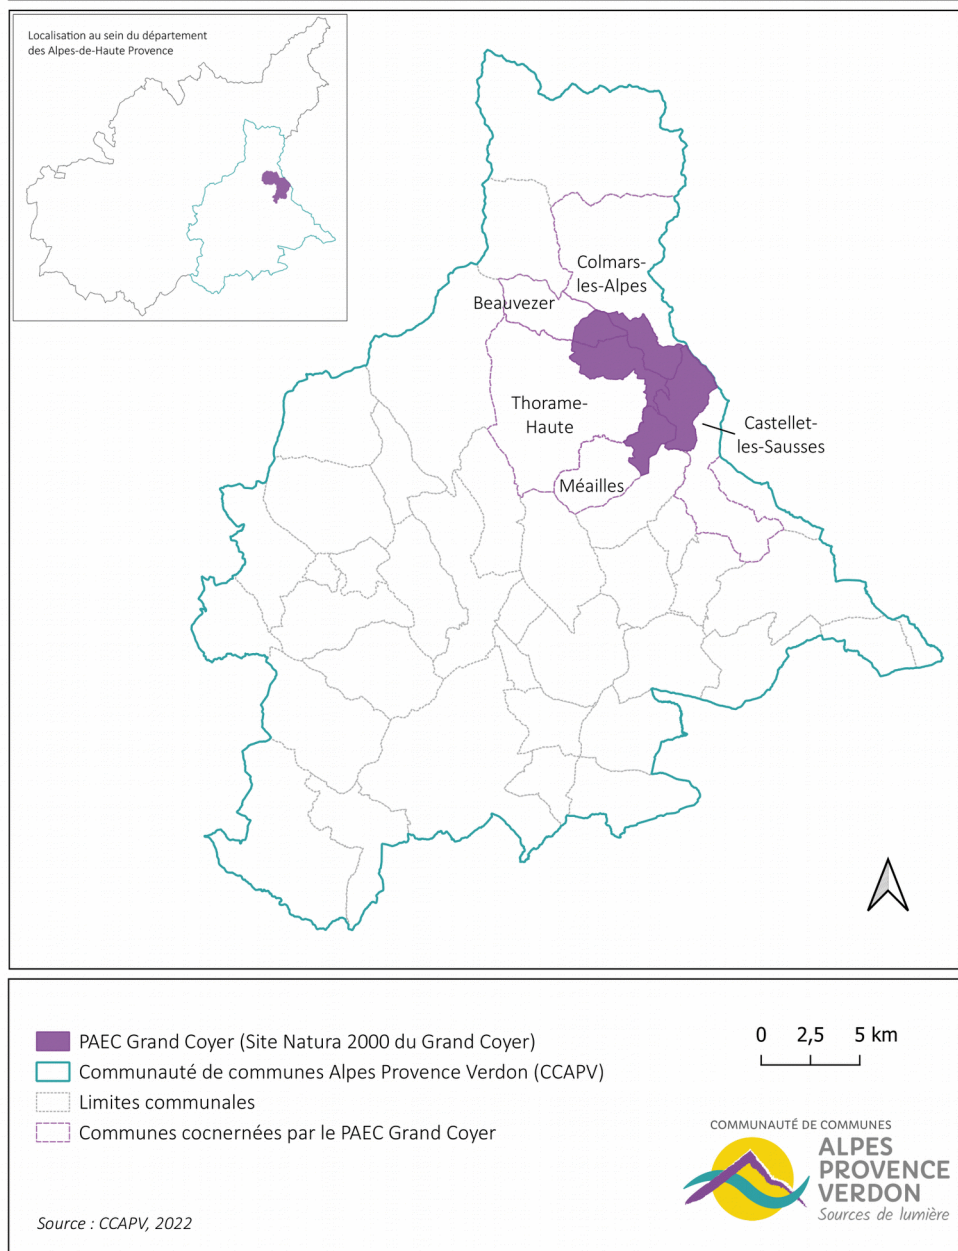 Localisation au sein du département
des Alpes-de-Haute Provence
Colmars-
les-Alpes
Beauvezer
Thorame-
Haute
Castellet-
les-Sausses
Méailles
PAEC Grand Coyer (Site Natura 2000 du Grand Coyer)
Communauté de communes Alpes Provence Verdon (CCAPV)
Limites communales
Communes cocnernées par le PAEC Grand Coyer
0 2,5 5 km
COMMUNAUTÉ DE COMMUNES
ALPES
PROVENCE
VERDON
Sources de lumière
Source : CCAPV, 2022